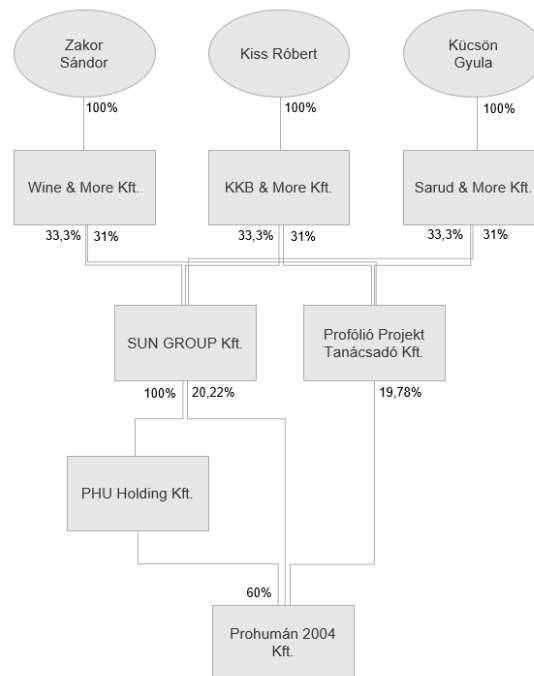 Zakor
Sándor
Kiss Róbert
Kücsön
Gyula
100%
100%
100%
Wine & More Kft.
KKB & More Kft.
Sarud & More Kft.
33,3%
31%
33,3%
31%
33,3%
31%
SUN GROUP Kft.
Profólió Projekt
Tanácsadó Kft.
100%
20,22%
19,78%
PHU Holding Kft.
60%
Prohumán 2004
Kft.